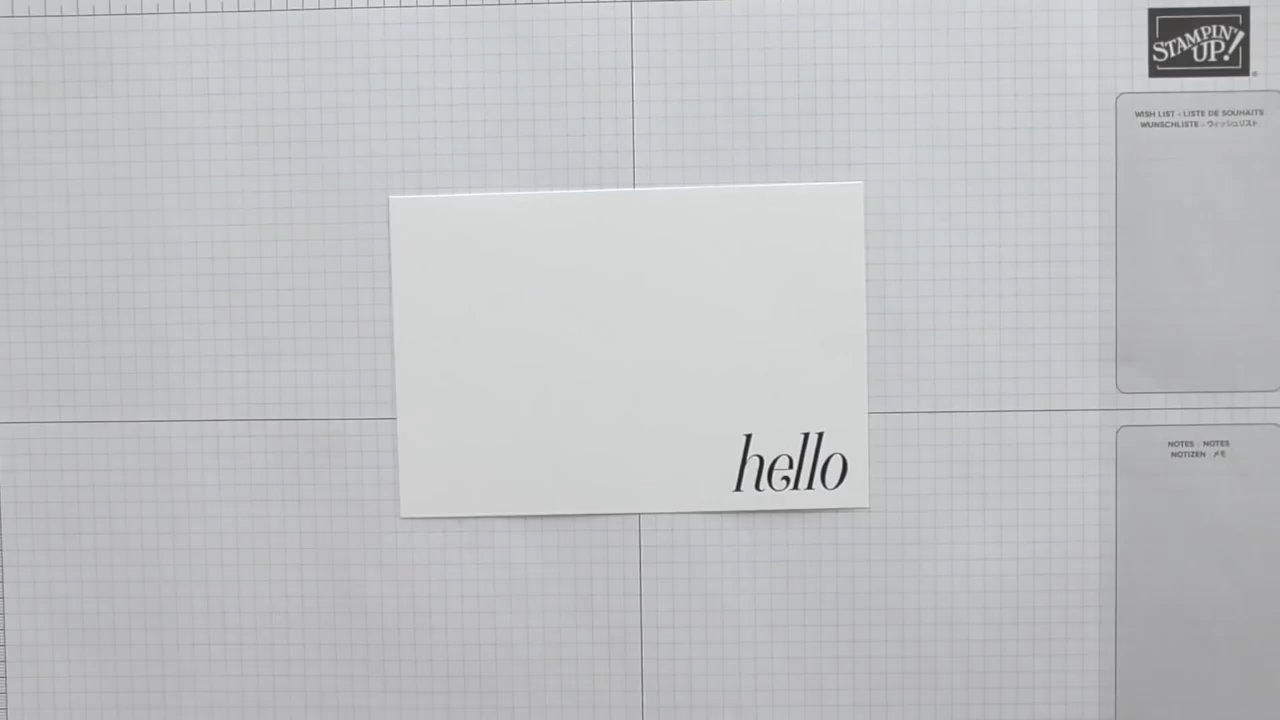 STAMPIN' UP!®
WISH LIST • LISTE DE SOUHAITS
WUNSCHLISTE • ウィッシュリスト
hello
NOTES • NOTES
NOTIZEN • メモ